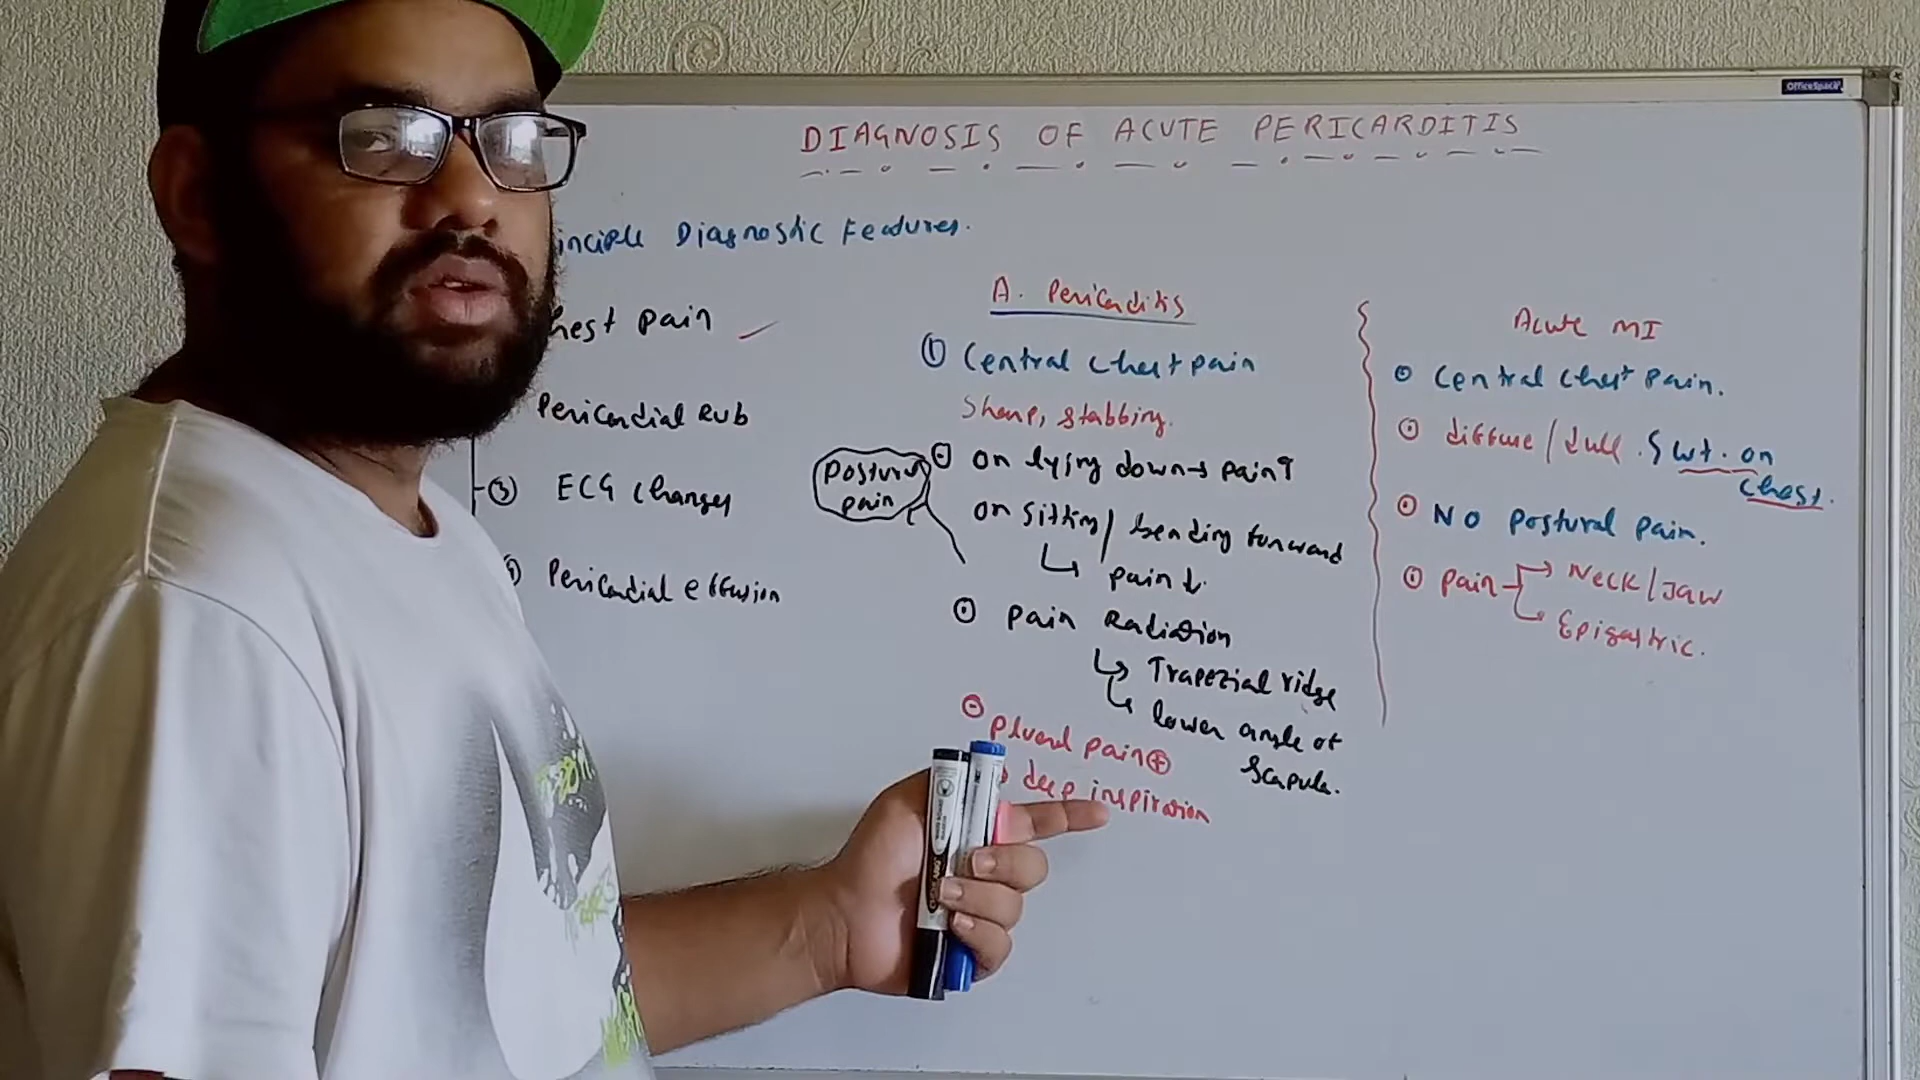 OfficeSpace
DIAGNOSIS OF ACUTE PERICARDITIS
inciple Diagnostic Features.
hest pain
Pericardial Rub
③ ECG changes
Pericardial effusion
A. Pericarditis
① Central chest pain
Sharp, stabbing.
Postural
pain
on lying down → pain↑
on sitting / bending forward
↳ pain ↓.
pain Radiation
↳ Trapezial ridge
↳ lower angle of
Scapula.
pain ⊕
deep inspiration
Acute MI
Central chest pain.
diffuse / dull. } wt. on
chest.
NO postural pain.
pain → Neck / Jaw
Epigastric.